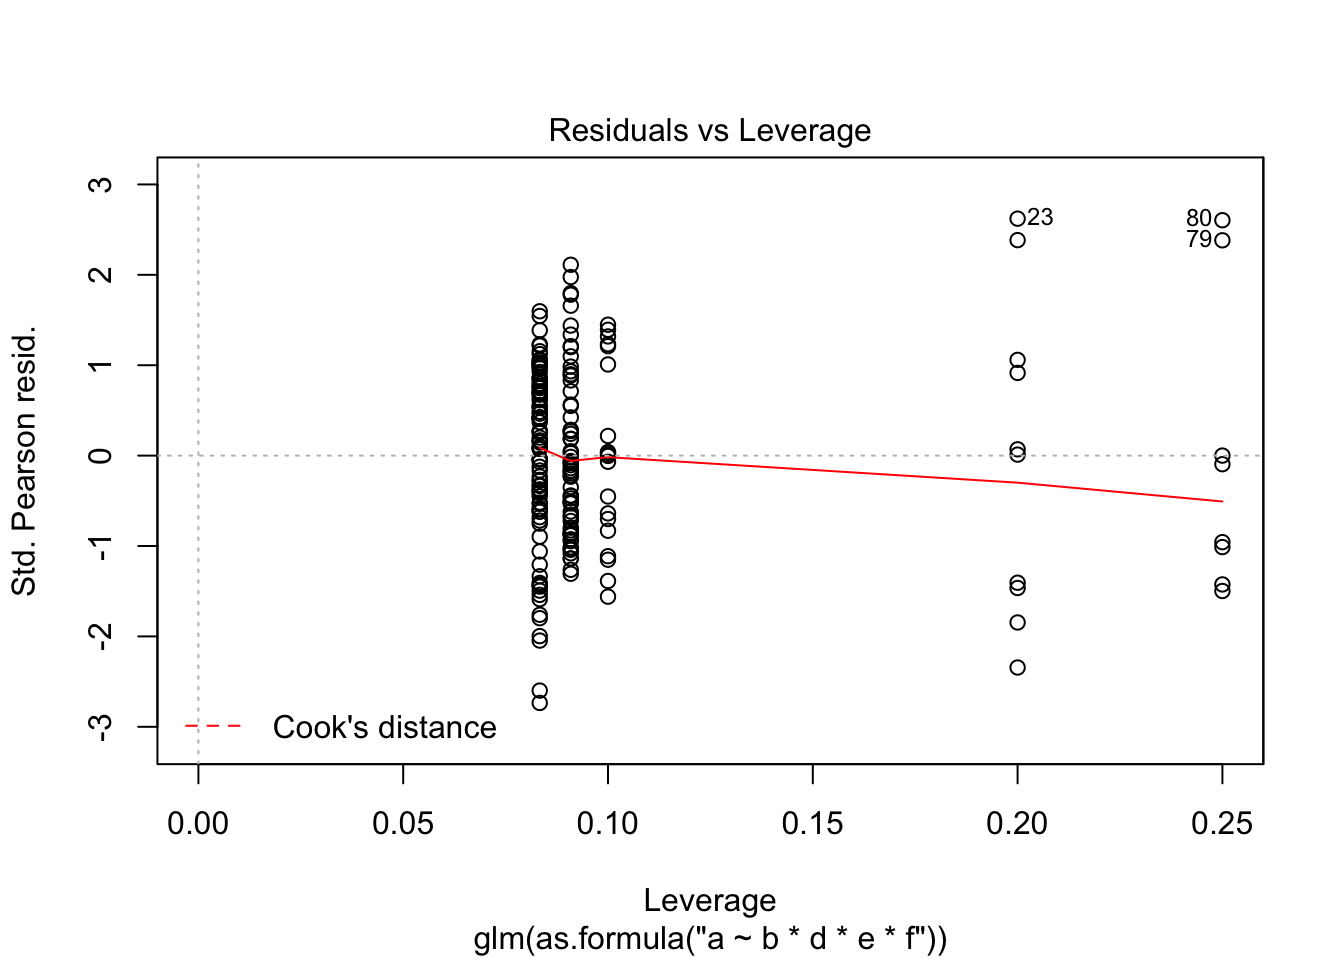 Residuals vs Leverage
Std. Pearson resid.
3
2
1
0
-1
-2
-3
23
80
79
Cook's distance
0.00 0.05 0.10 0.15 0.20 0.25
Leverage
glm(as.formula("a ~ b * d * e * f"))